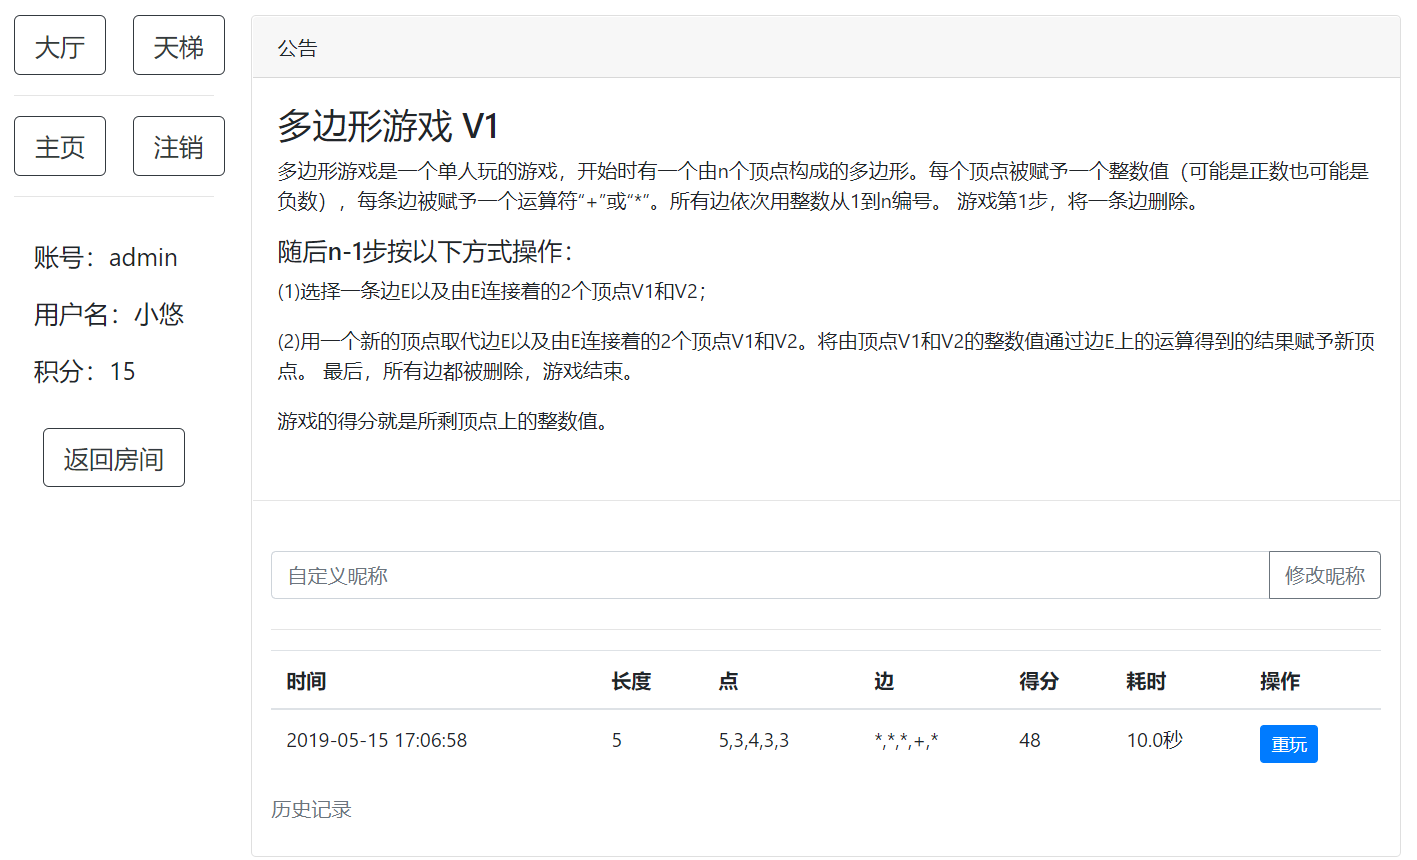 大厅 天梯
主页 注销
账号：admin
用户名：小悠
积分：15
返回房间
公告
多边形游戏 V1
多边形游戏是一个单人玩的游戏，开始时有一个由n个顶点构成的多边形。每个顶点被赋予一个整数值（可能是正数也可能是
负数），每条边被赋予一个运算符“+”或“*”。所有边依次用整数从1到n编号。 游戏第1步，将一条边删除。
随后n-1步按以下方式操作：
(1)选择一条边E以及由E连接着的2个顶点V1和V2；
(2)用一个新的顶点取代边E以及由E连接着的2个顶点V1和V2。将由顶点V1和V2的整数值通过边E上的运算得到的结果赋予新顶
点。 最后，所有边都被删除，游戏结束。
游戏的得分就是所剩顶点上的整数值。
自定义昵称 修改昵称
时间 长度 点 边 得分 耗时 操作
2019-05-15 17:06:58 5 5,3,4,3,3 *,*,*,+,* 48 10.0秒 重玩
历史记录